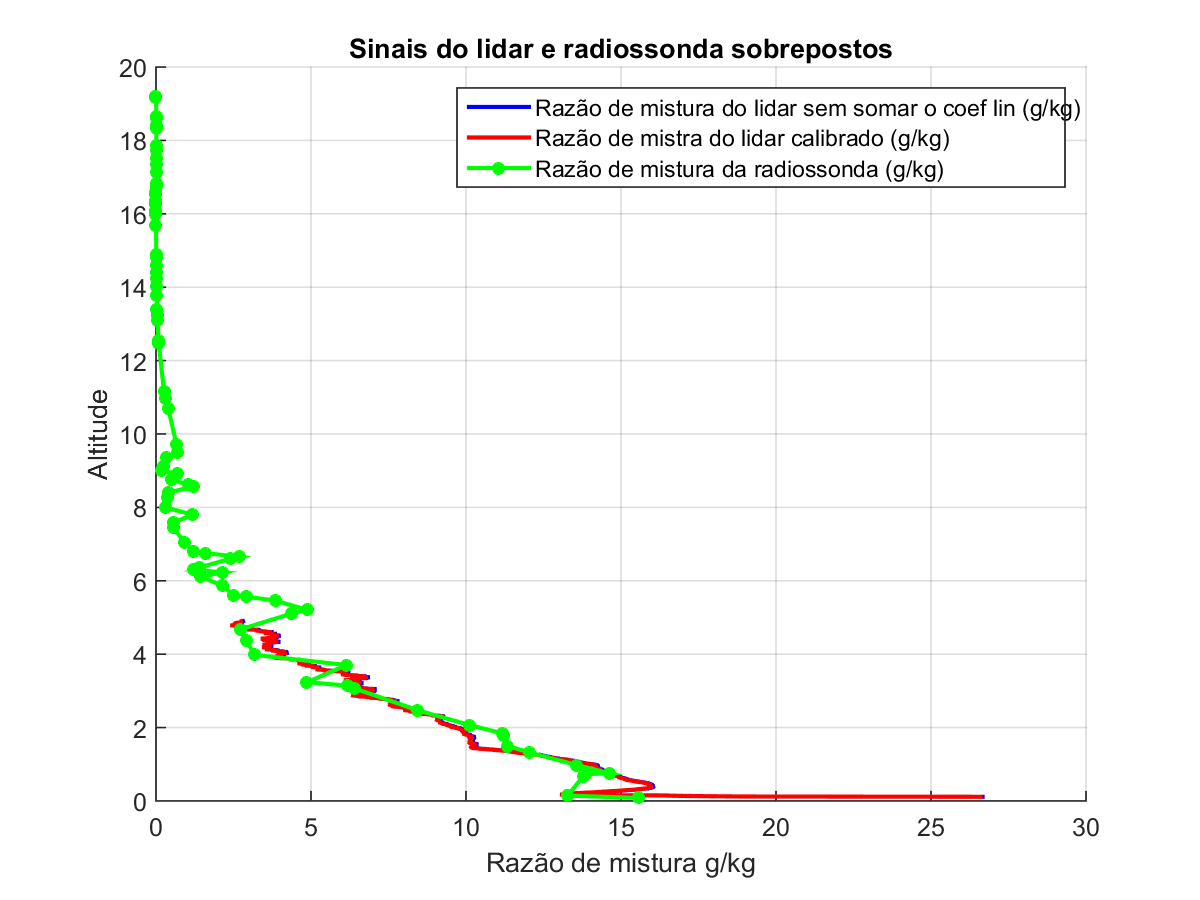 Sinais do lidar e radiossonda sobrepostos
Razão de mistura do lidar sem somar o coef lin (g/kg)
Razão de mistra do lidar calibrado (g/kg)
Razão de mistura da radiossonda (g/kg)
20
18
16
14
12
10
8
6
4
2
0
Altitude
0 5 10 15 20 25 30
Razão de mistura g/kg